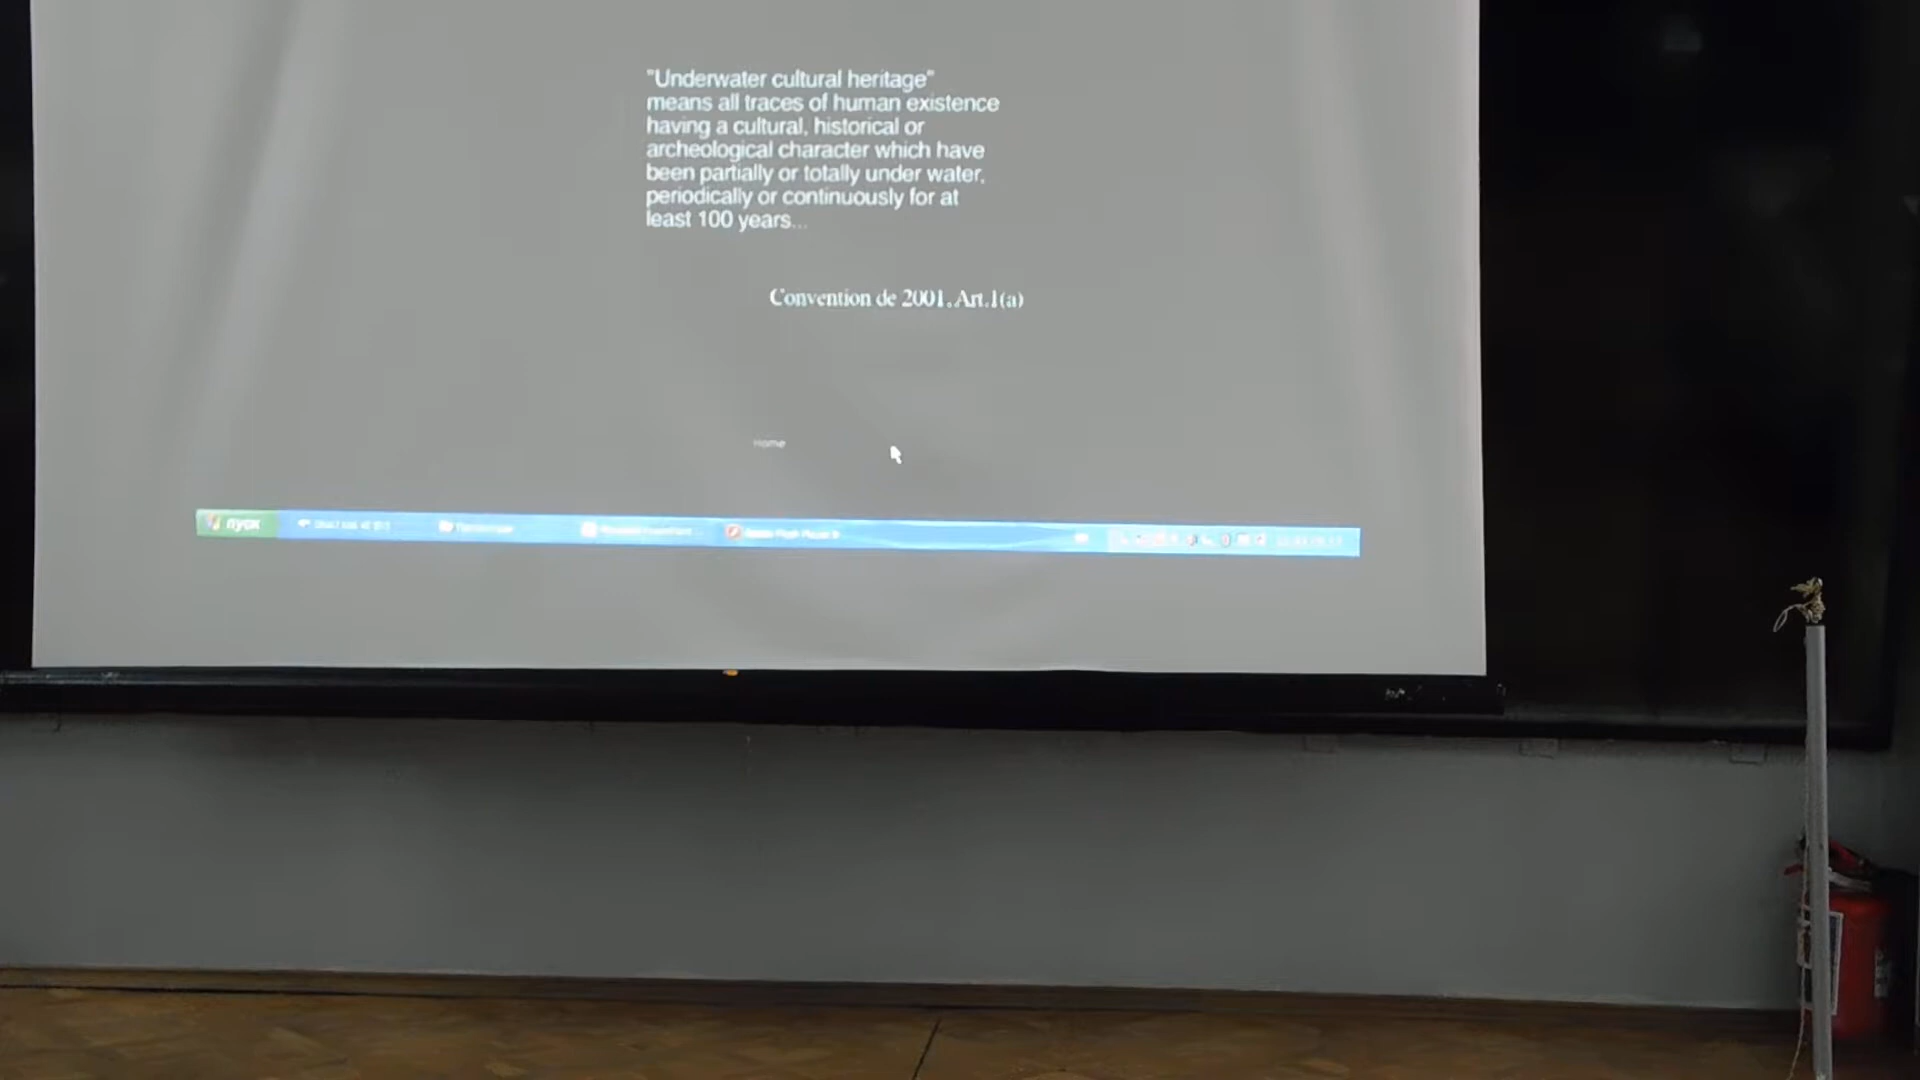 "Underwater cultural heritage"
means all traces of human existence
having a cultural, historical or
archeological character which have
been partially or totally under water,
periodically or continuously for at
least 100 years...
Convention de 2001.Art.1(a)
Home
пуск